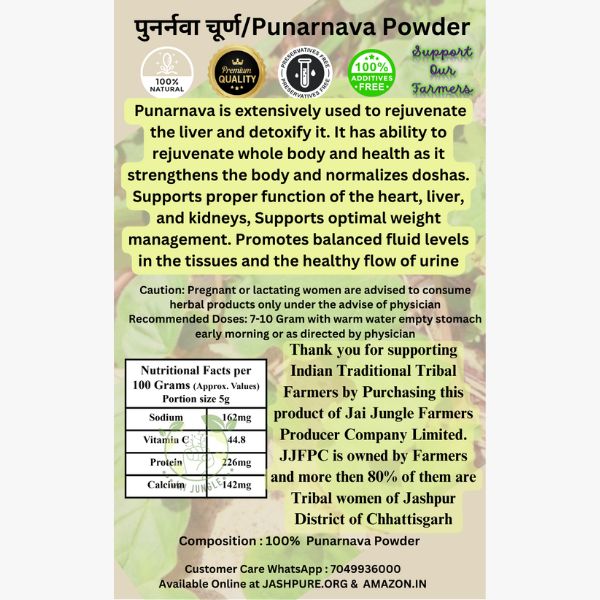 पुनर्नवा चूर्ण/Punarnava Powder
100%
NATURAL
Premium
QUALITY
PRESERVATIVES FREE
PRESERVATIVES FREE
100%
ADDITIVES
FREE
Support
Our
Farmers
Punarnava is extensively used to rejuvenate
the liver and detoxify it. It has ability to
rejuvenate whole body and health as it
strengthens the body and normalizes doshas.
Supports proper function of the heart, liver,
and kidneys, Supports optimal weight
management. Promotes balanced fluid levels
in the tissues and the healthy flow of urine
Caution: Pregnant or lactating women are advised to consume
herbal products only under the advise of physician
Recommended Doses: 7-10 Gram with warm water empty stomach
early morning or as directed by physician
Nutritional Facts per
100 Grams (Approx. Values)
Portion size 5g
Sodium 162mg
Vitamin C 44.8
Protein 226mg
Calcium 142mg
Thank you for supporting
Indian Traditional Tribal
Farmers by Purchasing this
product of Jai Jungle Farmers
Producer Company Limited.
JJFPC is owned by Farmers
and more then 80% of them are
Tribal women of Jashpur
District of Chhattisgarh
Composition : 100% Punarnava Powder
Customer Care WhatsApp : 7049936000
Available Online at JASHPURE.ORG & AMAZON.IN